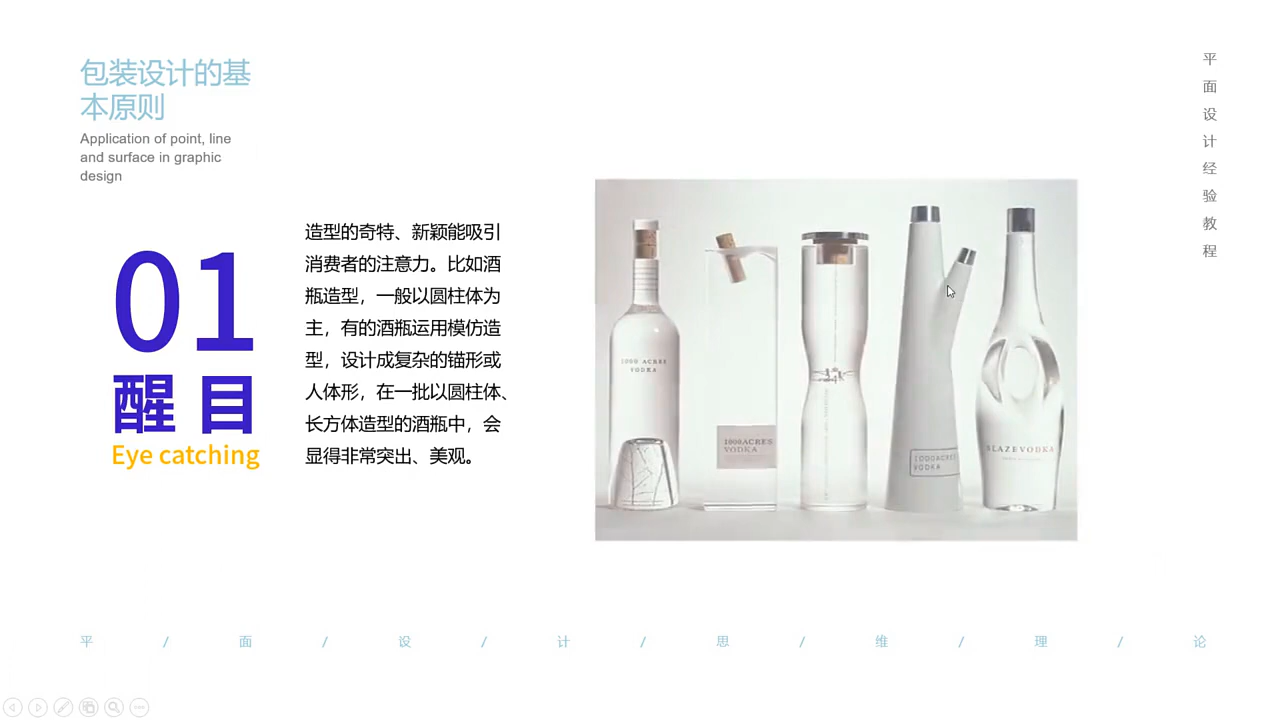 包装设计的基
本原则
Application of point, line
and surface in graphic
design
平
面
设
计
经
验
教
程
01
醒目
Eye catching
造型的奇特、新颖能吸引
消费者的注意力。比如酒
瓶造型，一般以圆柱体为
主，有的酒瓶运用模仿造
型，设计成复杂的锚形或
人体形，在一批以圆柱体、
长方体造型的酒瓶中，会
显得非常突出、美观。
1000 ACRES
VODKA
1000ACRES
VODKA
1000ACRES
VODKA
BLAZEVODKA
平 / 面 / 设 / 计 / 思 / 维 / 理 / 论